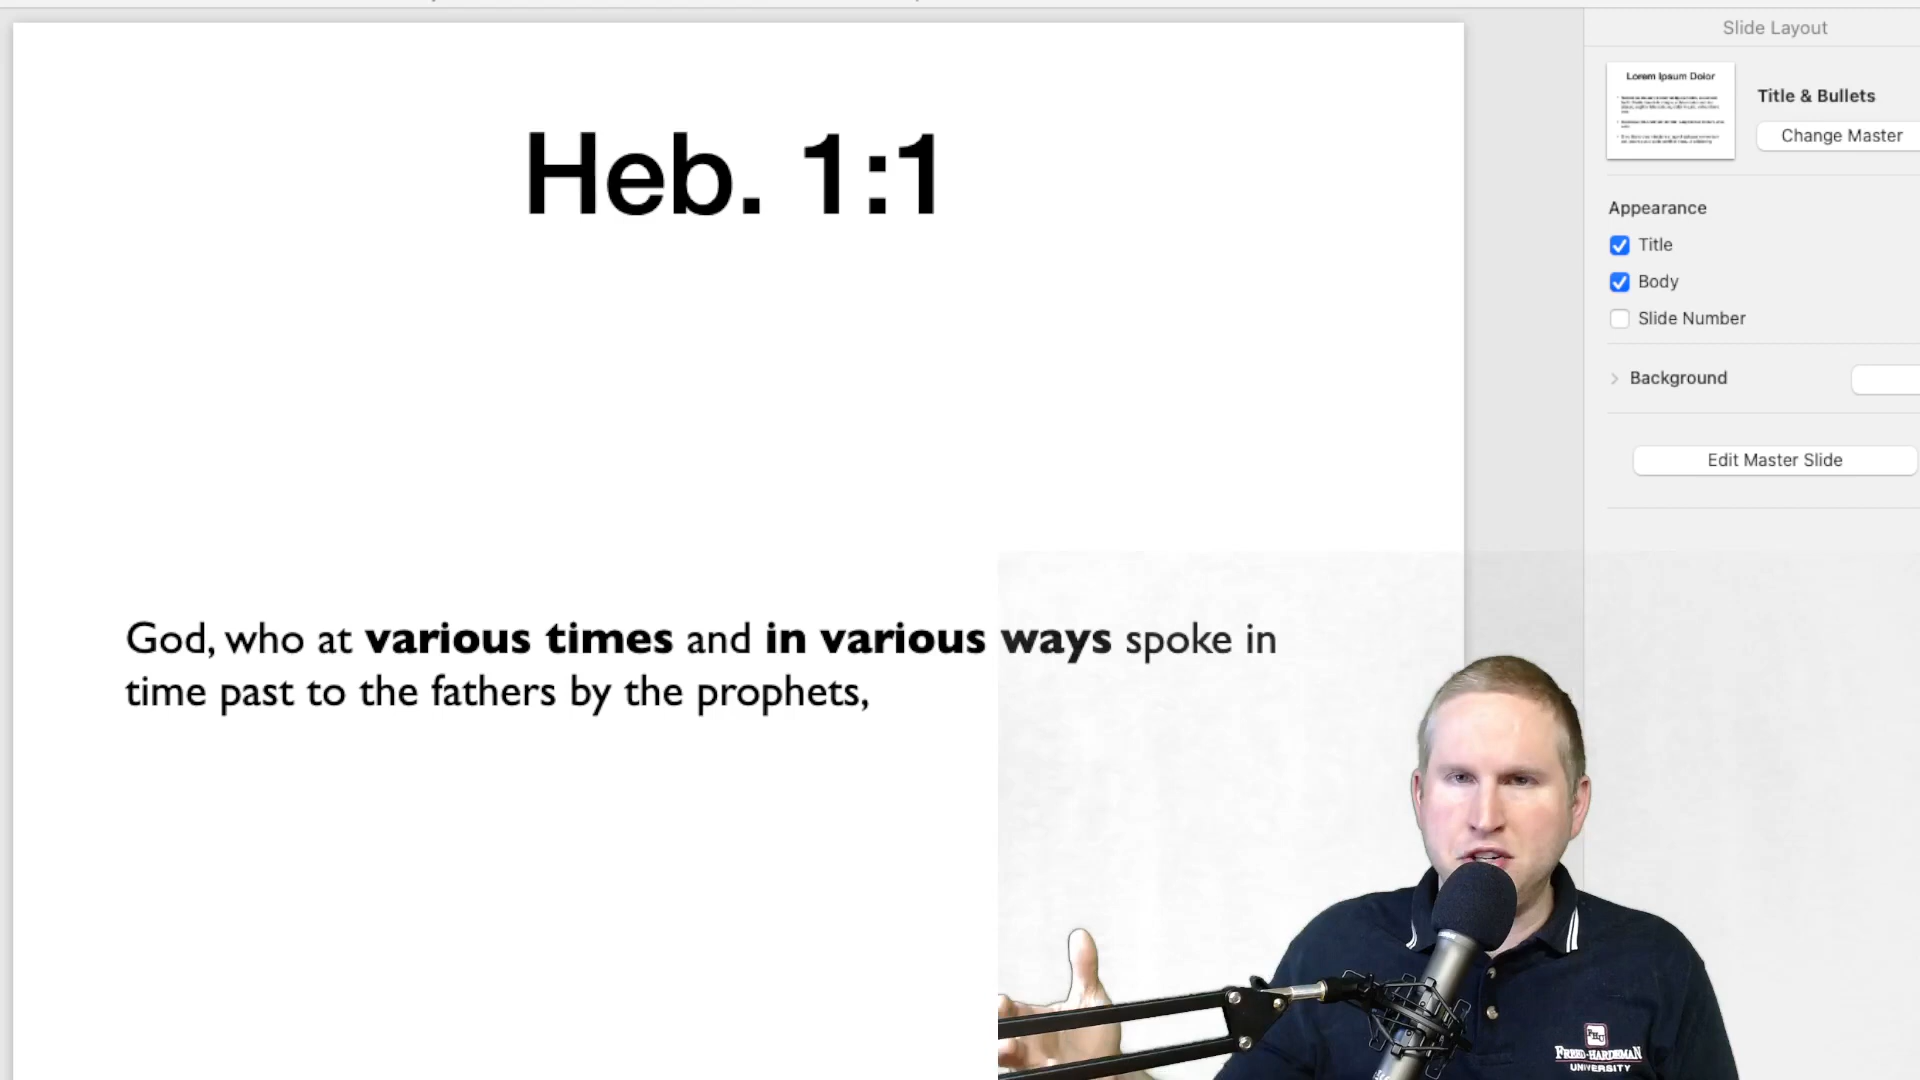 Slide Layout
Lorem Ipsum Dolor
Title & Bullets
Change Master
Heb. 1:1
Appearance
Title
Body
Slide Number
Background
Edit Master Slide
God, who at various times and in various ways spoke in
time past to the fathers by the prophets,
FHU
FREED-HARDEMAN
UNIVERSITY